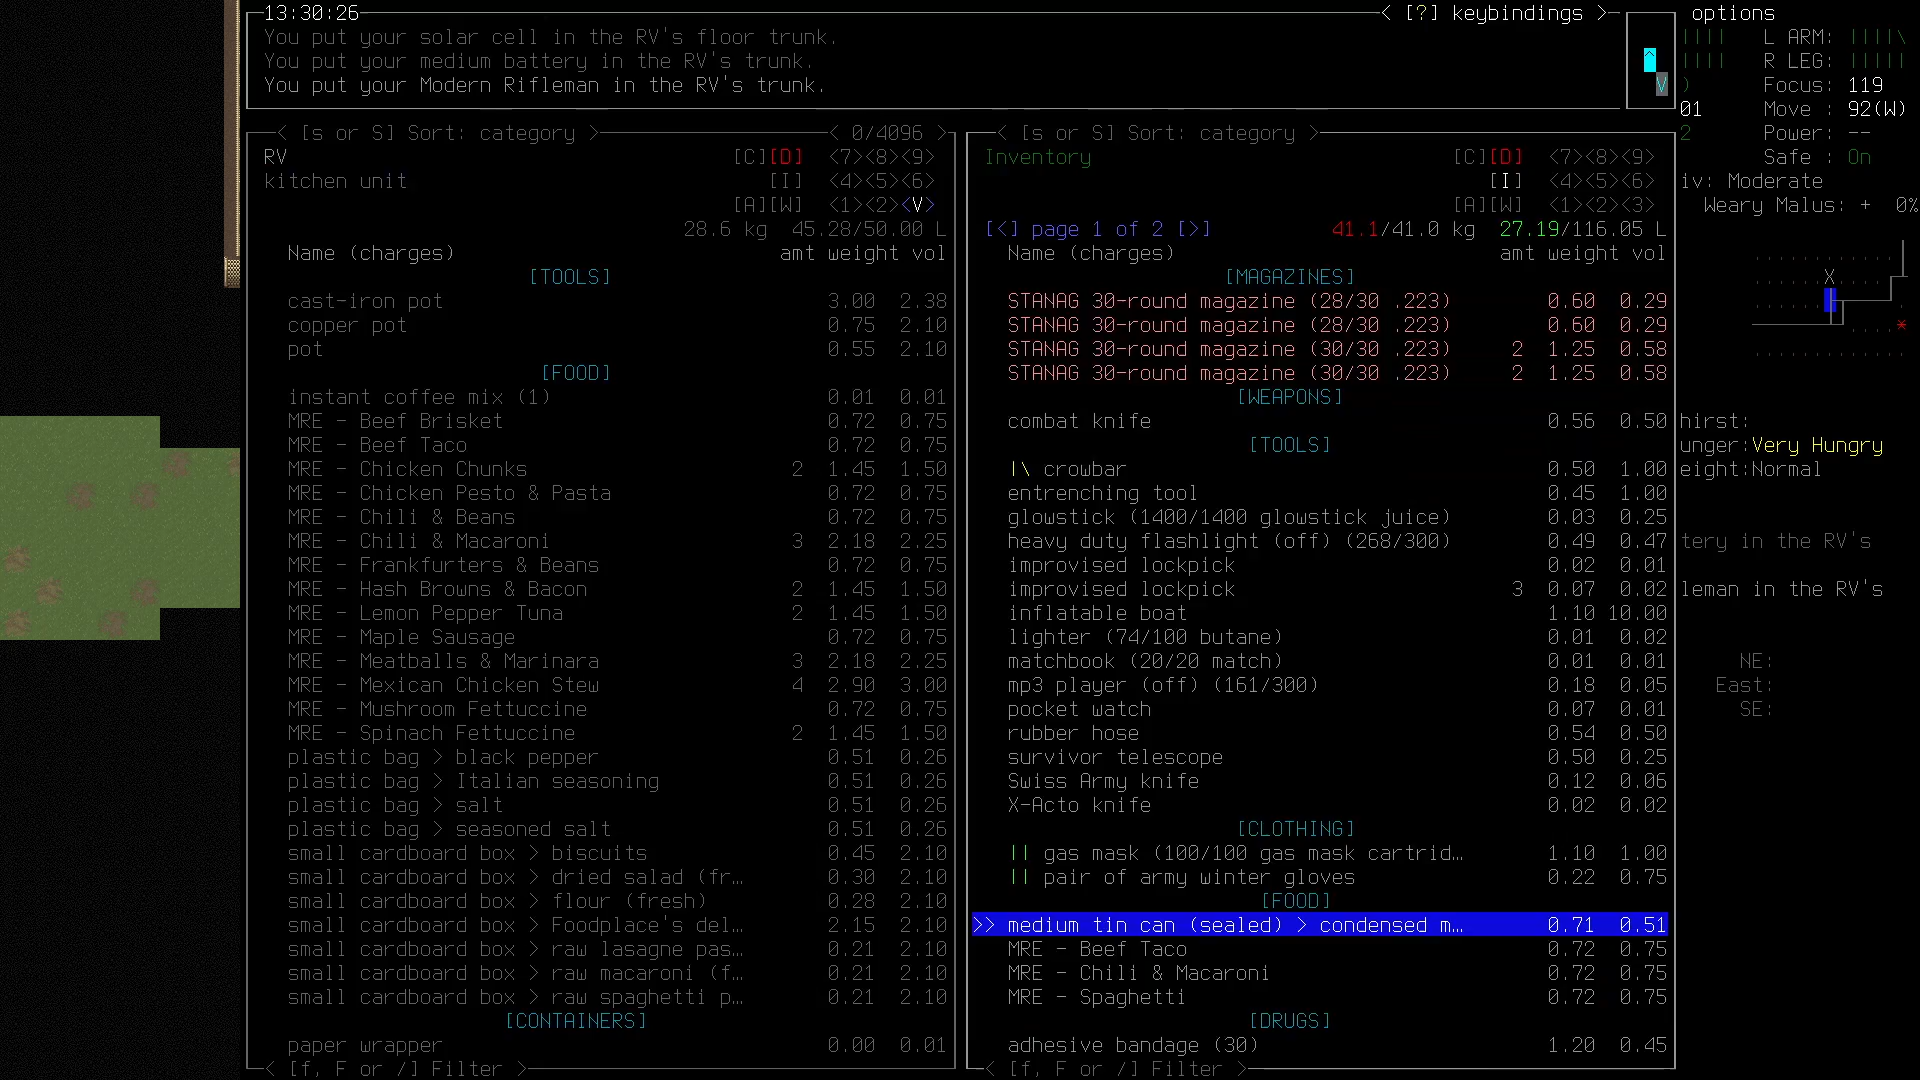 13:30:26 < [?] keybindings > options
You put your solar cell in the RV's floor trunk.
You put your medium battery in the RV's trunk.
You put your Modern Rifleman in the RV's trunk.
^
V
L ARM: ||||\
R LEG: |||||
) Focus: 119
01 Move : 92(W)
2 Power: --
Safe : On
iv: Moderate
Weary Malus: + 0%
< [s or S] Sort: category > < 0/4096 >
RV [C][D] <7><8><9>
kitchen unit [I] <4><5><6>
[A][W] <1><2><V>
28.6 kg 45.28/50.00 L
Name (charges) amt weight vol
[TOOLS]
cast-iron pot 3.00 2.38
copper pot 0.75 2.10
pot 0.55 2.10
[FOOD]
instant coffee mix (1) 0.01 0.01
MRE - Beef Brisket 0.72 0.75
MRE - Beef Taco 0.72 0.75
MRE - Chicken Chunks 2 1.45 1.50
MRE - Chicken Pesto & Pasta 0.72 0.75
MRE - Chili & Beans 0.72 0.75
MRE - Chili & Macaroni 3 2.18 2.25
MRE - Frankfurters & Beans 0.72 0.75
MRE - Hash Browns & Bacon 2 1.45 1.50
MRE - Lemon Pepper Tuna 2 1.45 1.50
MRE - Maple Sausage 0.72 0.75
MRE - Meatballs & Marinara 3 2.18 2.25
MRE - Mexican Chicken Stew 4 2.90 3.00
MRE - Mushroom Fettuccine 0.72 0.75
MRE - Spinach Fettuccine 2 1.45 1.50
plastic bag > black pepper 0.51 0.26
plastic bag > Italian seasoning 0.51 0.26
plastic bag > salt 0.51 0.26
plastic bag > seasoned salt 0.51 0.26
small cardboard box > biscuits 0.45 2.10
small cardboard box > dried salad (fr… 0.30 2.10
small cardboard box > flour (fresh) 0.28 2.10
small cardboard box > Foodplace's del… 2.15 2.10
small cardboard box > raw lasagne pas… 0.21 2.10
small cardboard box > raw macaroni (f… 0.21 2.10
small cardboard box > raw spaghetti p… 0.21 2.10
[CONTAINERS]
paper wrapper 0.00 0.01
< [f, F or /] Filter >
< [s or S] Sort: category >
Inventory [C][D] <7><8><9>
[I] <4><5><6>
[A][W] <1><2><3>
[<] page 1 of 2 [>] 41.1/41.0 kg 27.19/116.05 L
Name (charges) amt weight vol
[MAGAZINES]
STANAG 30-round magazine (28/30 .223) 0.60 0.29
STANAG 30-round magazine (28/30 .223) 0.60 0.29
STANAG 30-round magazine (30/30 .223) 2 1.25 0.58
STANAG 30-round magazine (30/30 .223) 2 1.25 0.58
[WEAPONS]
combat knife 0.56 0.50
[TOOLS]
|\ crowbar 0.50 1.00
entrenching tool 0.45 1.00
glowstick (1400/1400 glowstick juice) 0.03 0.25
heavy duty flashlight (off) (268/300) 0.49 0.47
improvised lockpick 0.02 0.01
improvised lockpick 3 0.07 0.02
inflatable boat 1.10 10.00
lighter (74/100 butane) 0.01 0.02
matchbook (20/20 match) 0.01 0.01
mp3 player (off) (161/300) 0.18 0.05
pocket watch 0.07 0.01
rubber hose 0.54 0.50
survivor telescope 0.50 0.25
Swiss Army knife 0.12 0.06
X-Acto knife 0.02 0.02
[CLOTHING]
|| gas mask (100/100 gas mask cartrid… 1.10 1.00
|| pair of army winter gloves 0.22 0.75
[FOOD]
>> medium tin can (sealed) > condensed m… 0.71 0.51
MRE - Beef Taco 0.72 0.75
MRE - Chili & Macaroni 0.72 0.75
MRE - Spaghetti 0.72 0.75
[DRUGS]
adhesive bandage (30) 1.20 0.45
< [f, F or /] Filter >
X
*
hirst:
unger:Very Hungry
eight:Normal
tery in the RV's
leman in the RV's
NE:
East:
SE: